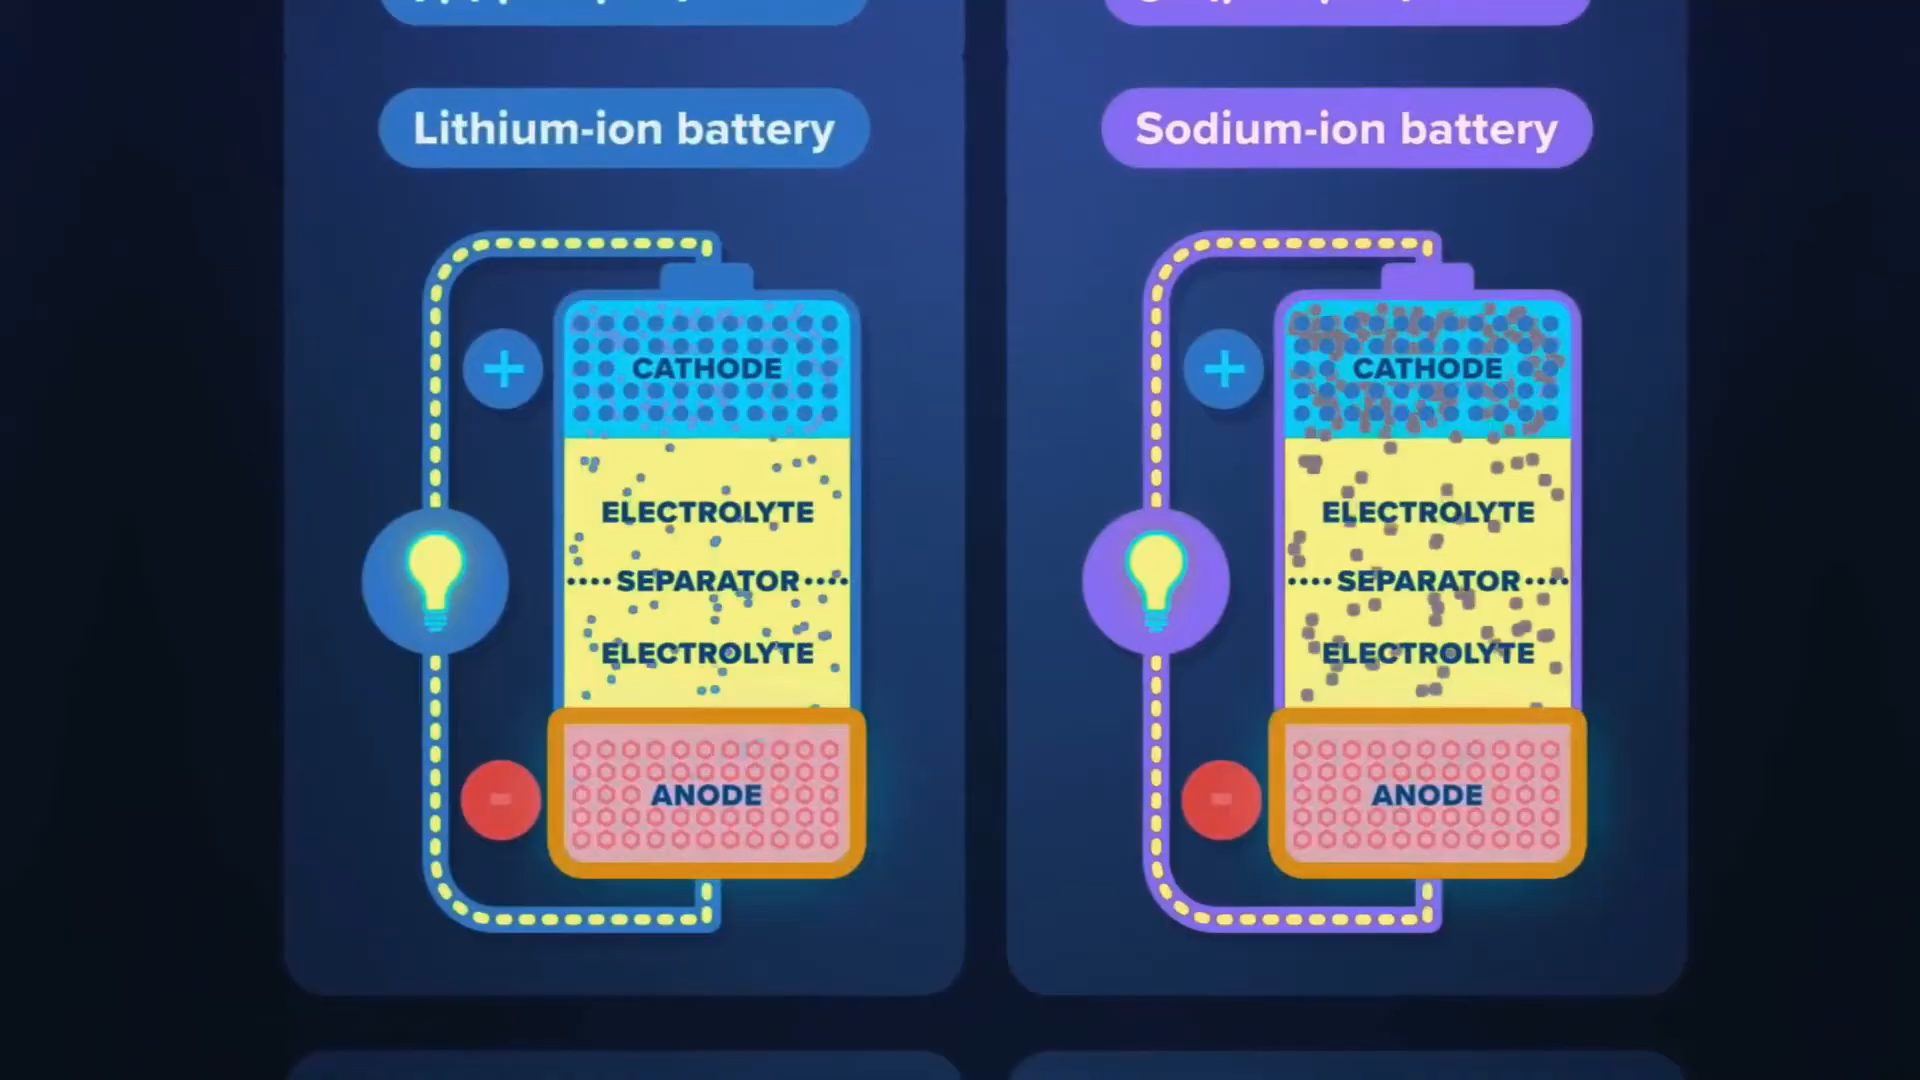 Lithium-ion battery
+
CATHODE
ELECTROLYTE
SEPARATOR
ELECTROLYTE
-
ANODE
Sodium-ion battery
+
CATHODE
ELECTROLYTE
SEPARATOR
ELECTROLYTE
-
ANODE